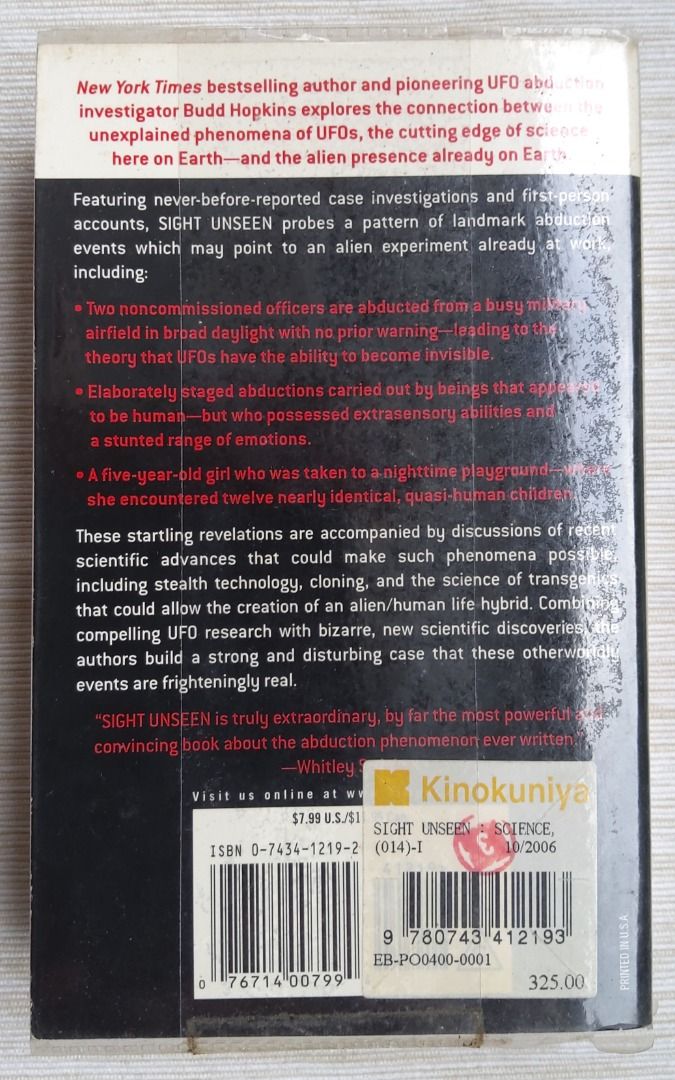 New York Times bestselling author and pioneering UFO abduction
investigator Budd Hopkins explores the connection between the
unexplained phenomena of UFOs, the cutting edge of science
here on Earth—and the alien presence already on Earth.
Featuring never-before-reported case investigations and first-person
accounts, SIGHT UNSEEN probes a pattern of landmark abduction
events which may point to an alien experiment already at work,
including:
• Two noncommissioned officers are abducted from a busy military
airfield in broad daylight with no prior warning—leading to the
theory that UFOs have the ability to become invisible.
• Elaborately staged abductions carried out by beings that appeared
to be human—but who possessed extrasensory abilities and
a stunted range of emotions.
• A five-year-old girl who was taken to a nighttime playground—where
she encountered twelve nearly identical, quasi-human children.
These startling revelations are accompanied by discussions of recent
scientific advances that could make such phenomena possible,
including stealth technology, cloning, and the science of transgenics
that could allow the creation of an alien/human life hybrid. Combining
compelling UFO research with bizarre, new scientific discoveries, the
authors build a strong and disturbing case that these otherworldly
events are frighteningly real.
"SIGHT UNSEEN is truly extraordinary, by far the most powerful and
convincing book about the abduction phenomenon ever written."
—Whitley S
Visit us online at ww
$7.99 U.S./$1
ISBN 0-7434-1219-2
0 76714 00799
Kinokuniya
SIGHT UNSEEN : SCIENCE,
(014)-I 10/2006
3
9 780743 412193
EB-PO0400-0001
325.00
PRINTED IN U.S.A.